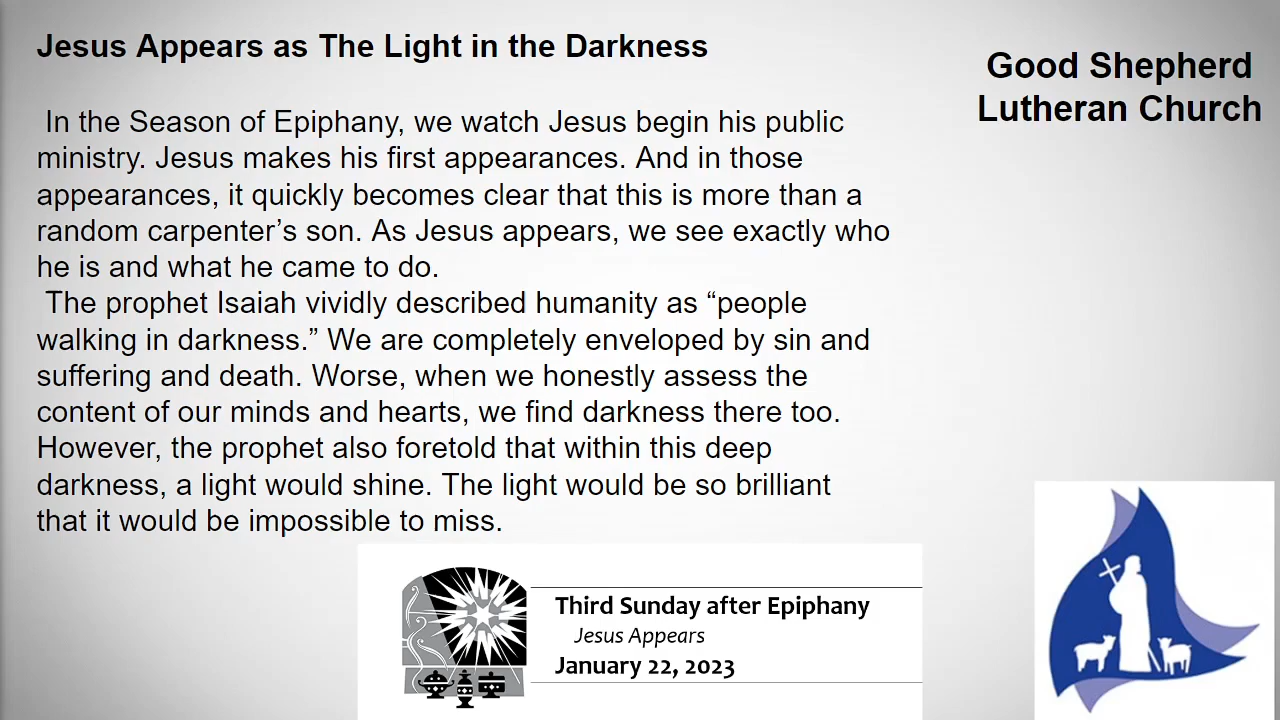 Jesus Appears as The Light in the Darkness
Good Shepherd
Lutheran Church
In the Season of Epiphany, we watch Jesus begin his public
ministry. Jesus makes his first appearances. And in those
appearances, it quickly becomes clear that this is more than a
random carpenter’s son. As Jesus appears, we see exactly who
he is and what he came to do.
The prophet Isaiah vividly described humanity as “people
walking in darkness.” We are completely enveloped by sin and
suffering and death. Worse, when we honestly assess the
content of our minds and hearts, we find darkness there too.
However, the prophet also foretold that within this deep
darkness, a light would shine. The light would be so brilliant
that it would be impossible to miss.
Third Sunday after Epiphany
Jesus Appears
January 22, 2023